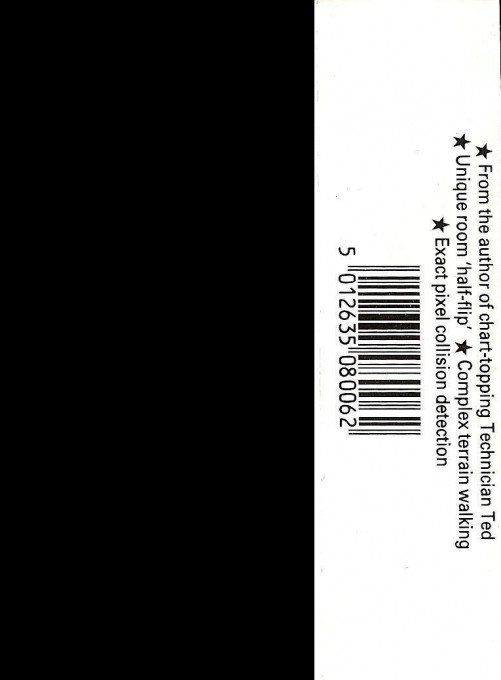 ★ From the author of chart-topping Technician Ted
★ Unique room 'half-flip' ★ Complex terrain walking
★ Exact pixel collision detection
5 012635 080062